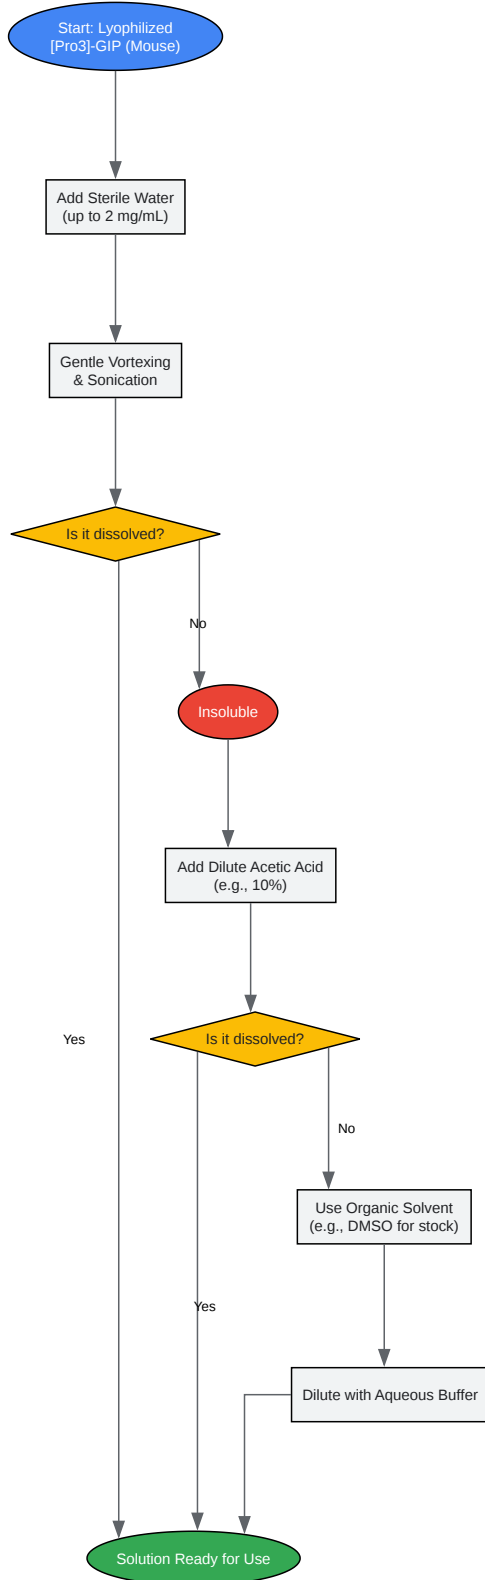 Start: Lyophilized
[Pro3]-GIP (Mouse)
Add Sterile Water
(up to 2 mg/mL)
Gentle Vortexing
& Sonication
Is it dissolved?
No
Insoluble
Add Dilute Acetic Acid
(e.g., 10%)
Is it dissolved?
Yes
No
Use Organic Solvent
(e.g., DMSO for stock)
Yes
Dilute with Aqueous Buffer
Solution Ready for Use